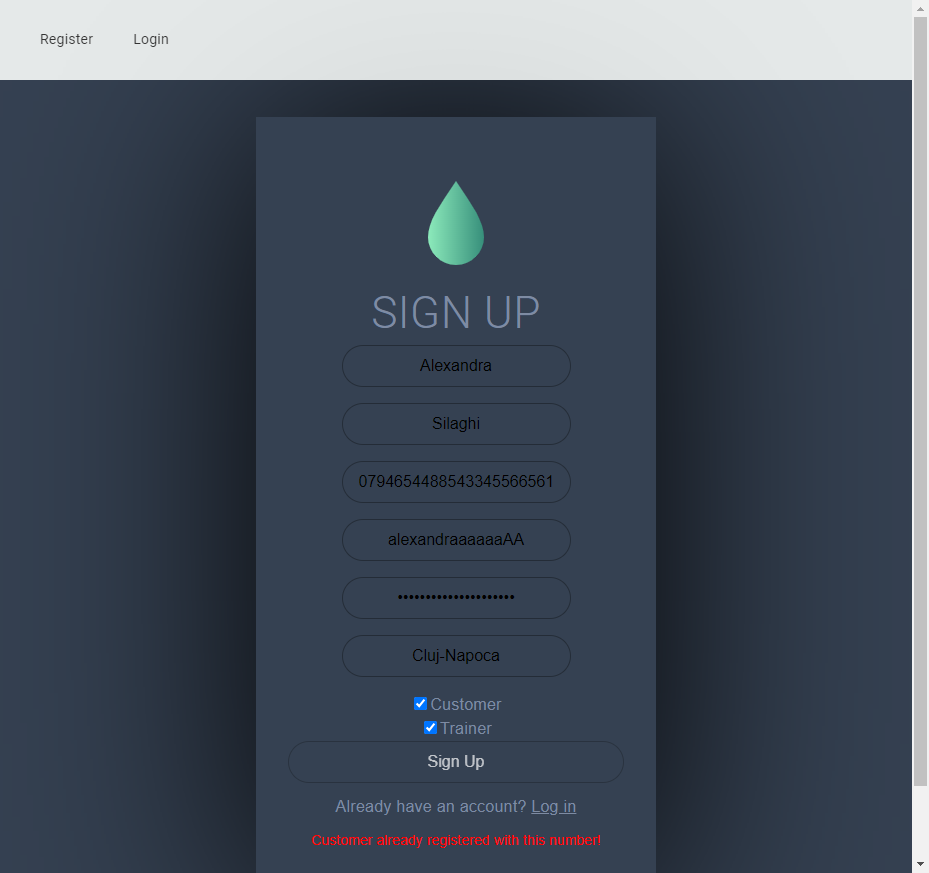 Register Login
SIGN UP
Alexandra
Silaghi
0794654488543345566561
alexandraaaaaaAA
•••••••••••••••••••••
Cluj-Napoca
Customer
Trainer
Sign Up
Already have an account? Log in
Customer already registered with this number!